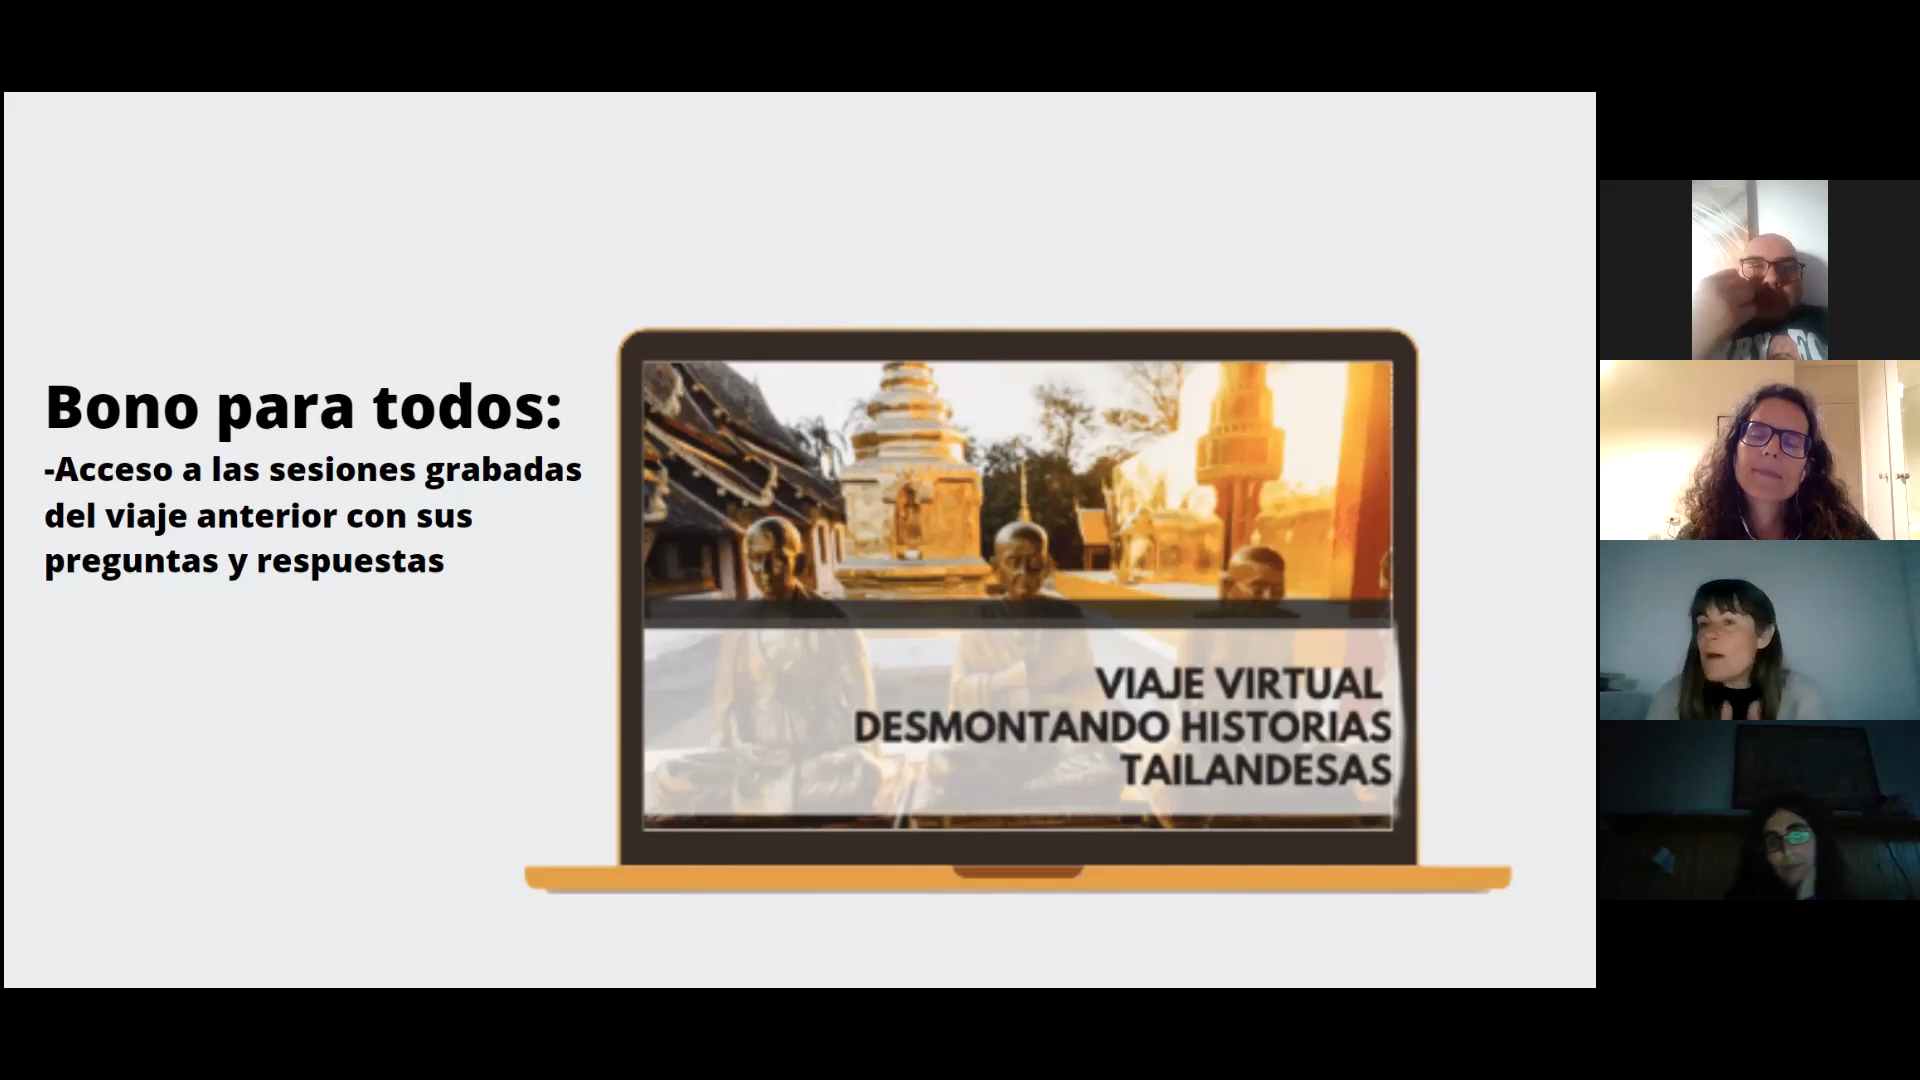 Bono para todos:
-Acceso a las sesiones grabadas
del viaje anterior con sus
preguntas y respuestas
VIAJE VIRTUAL
DESMONTANDO HISTORIAS
TAILANDESAS